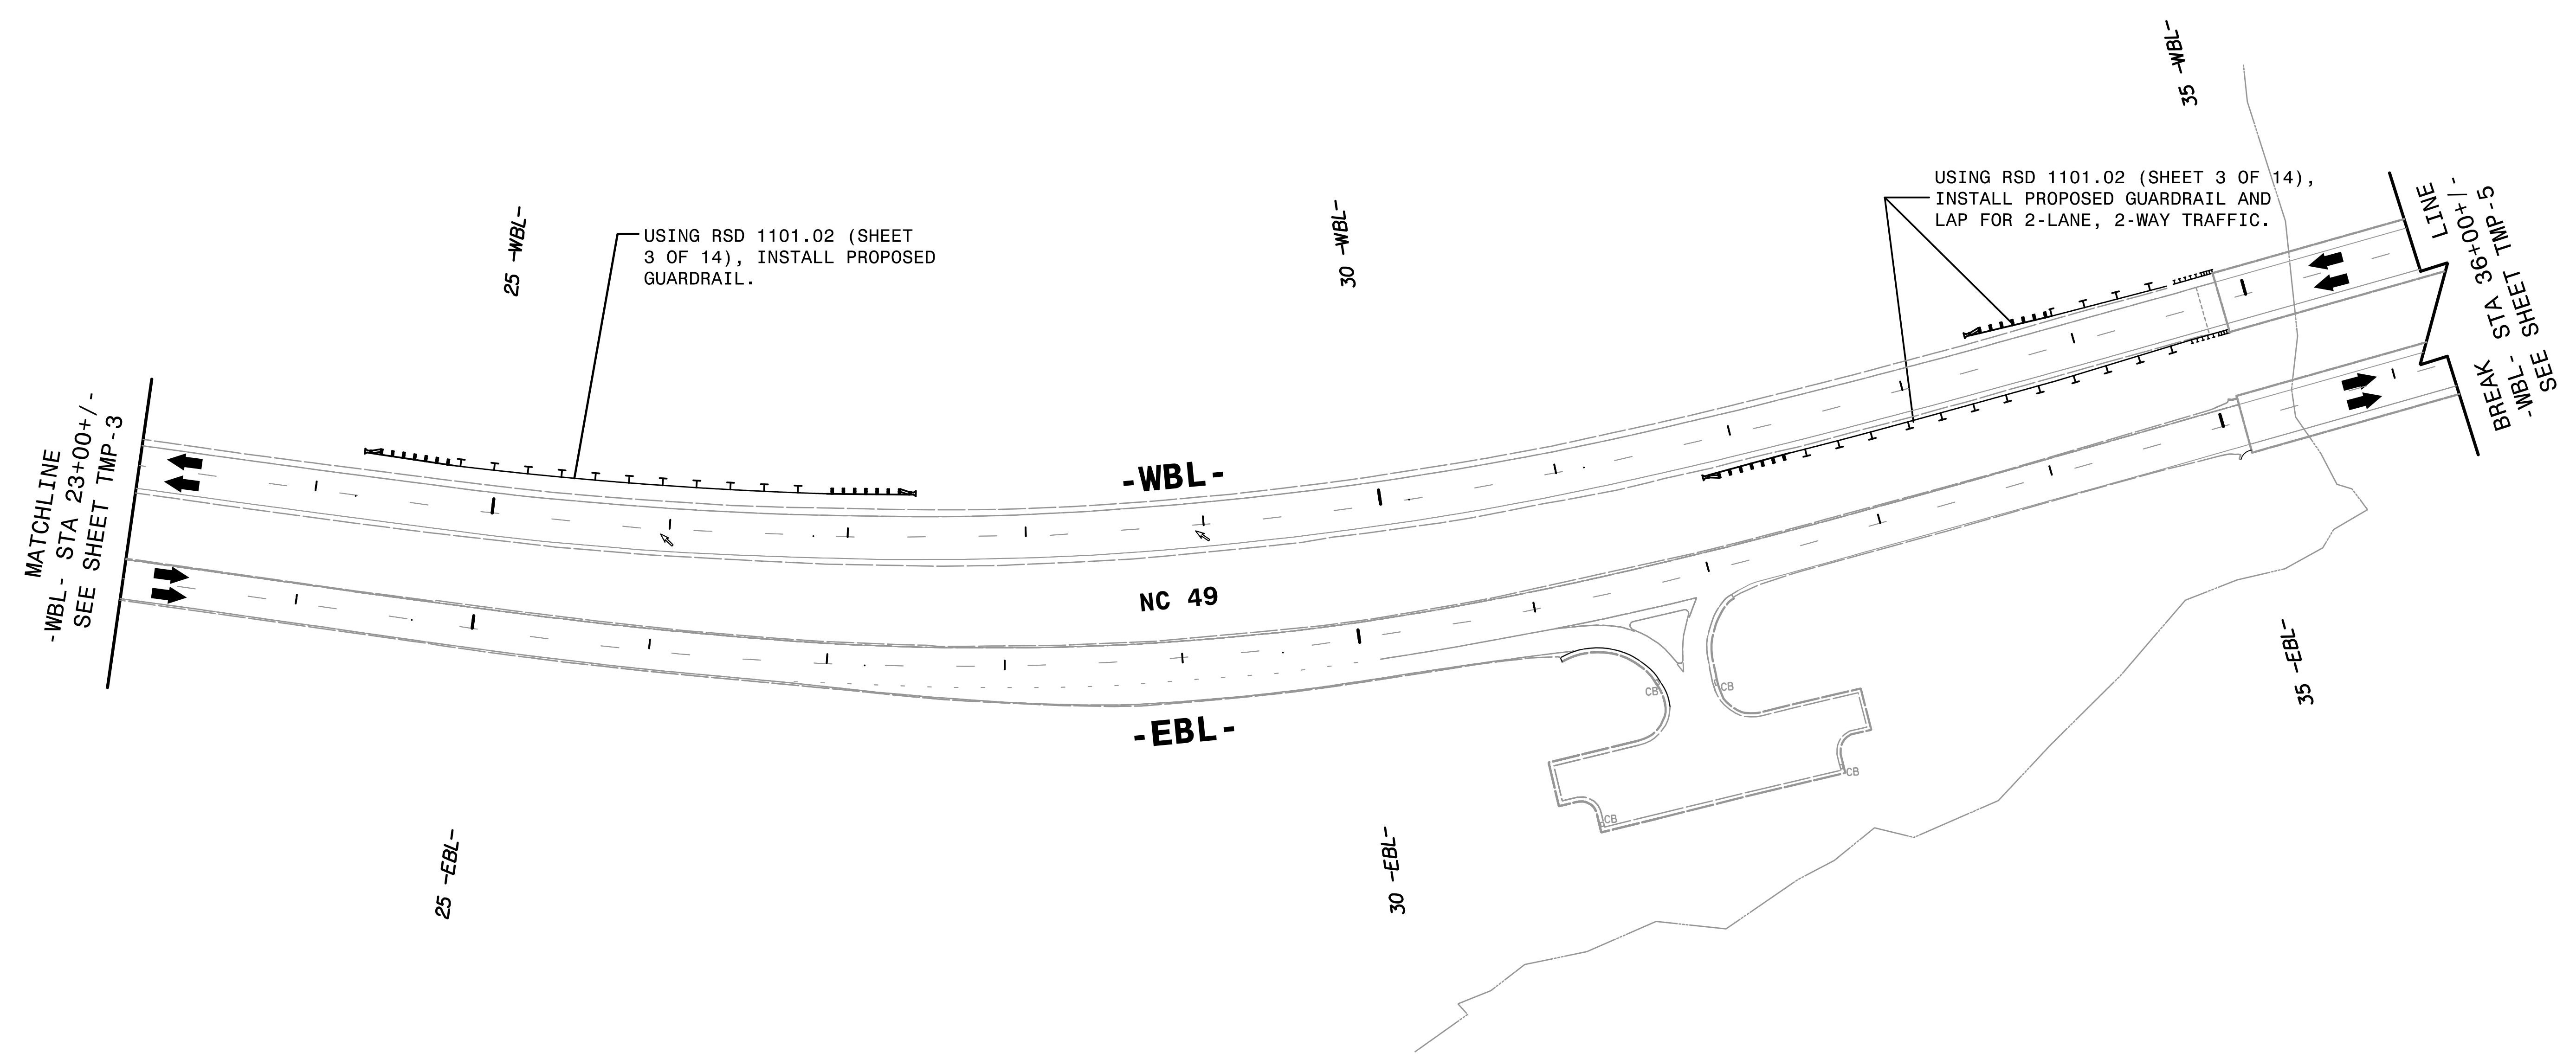 35 -WBL-
USING RSD 1101.02 (SHEET 3 OF 14),
INSTALL PROPOSED GUARDRAIL AND
LAP FOR 2-LANE, 2-WAY TRAFFIC.
25 -WBL-
30 -WBL-
USING RSD 1101.02 (SHEET
3 OF 14), INSTALL PROPOSED
GUARDRAIL.
BREAK LINE
-WBL- STA 36+00+/-
SEE SHEET TMP-5
MATCHLINE
-WBL- STA 23+00+/-
SEE SHEET TMP-3
-WBL-
NC 49
-EBL-
CB
CB
CB
CB
35 -EBL-
25 -EBL-
30 -EBL-